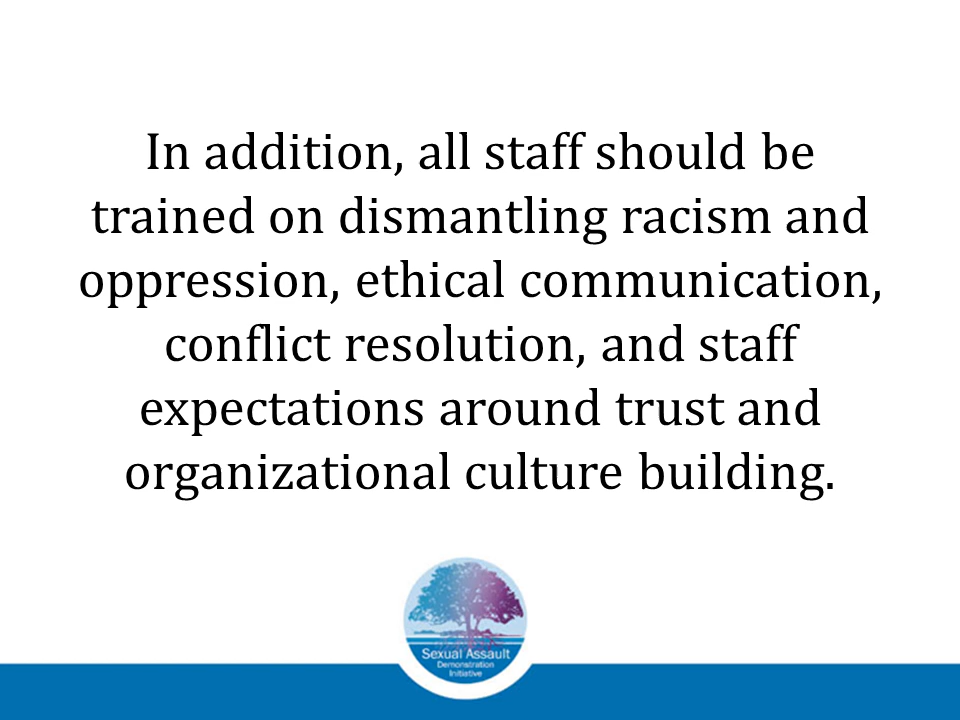 In addition, all staff should be
trained on dismantling racism and
oppression, ethical communication,
conflict resolution, and staff
expectations around trust and
organizational culture building.
Sexual Assault
Demonstration
Initiative